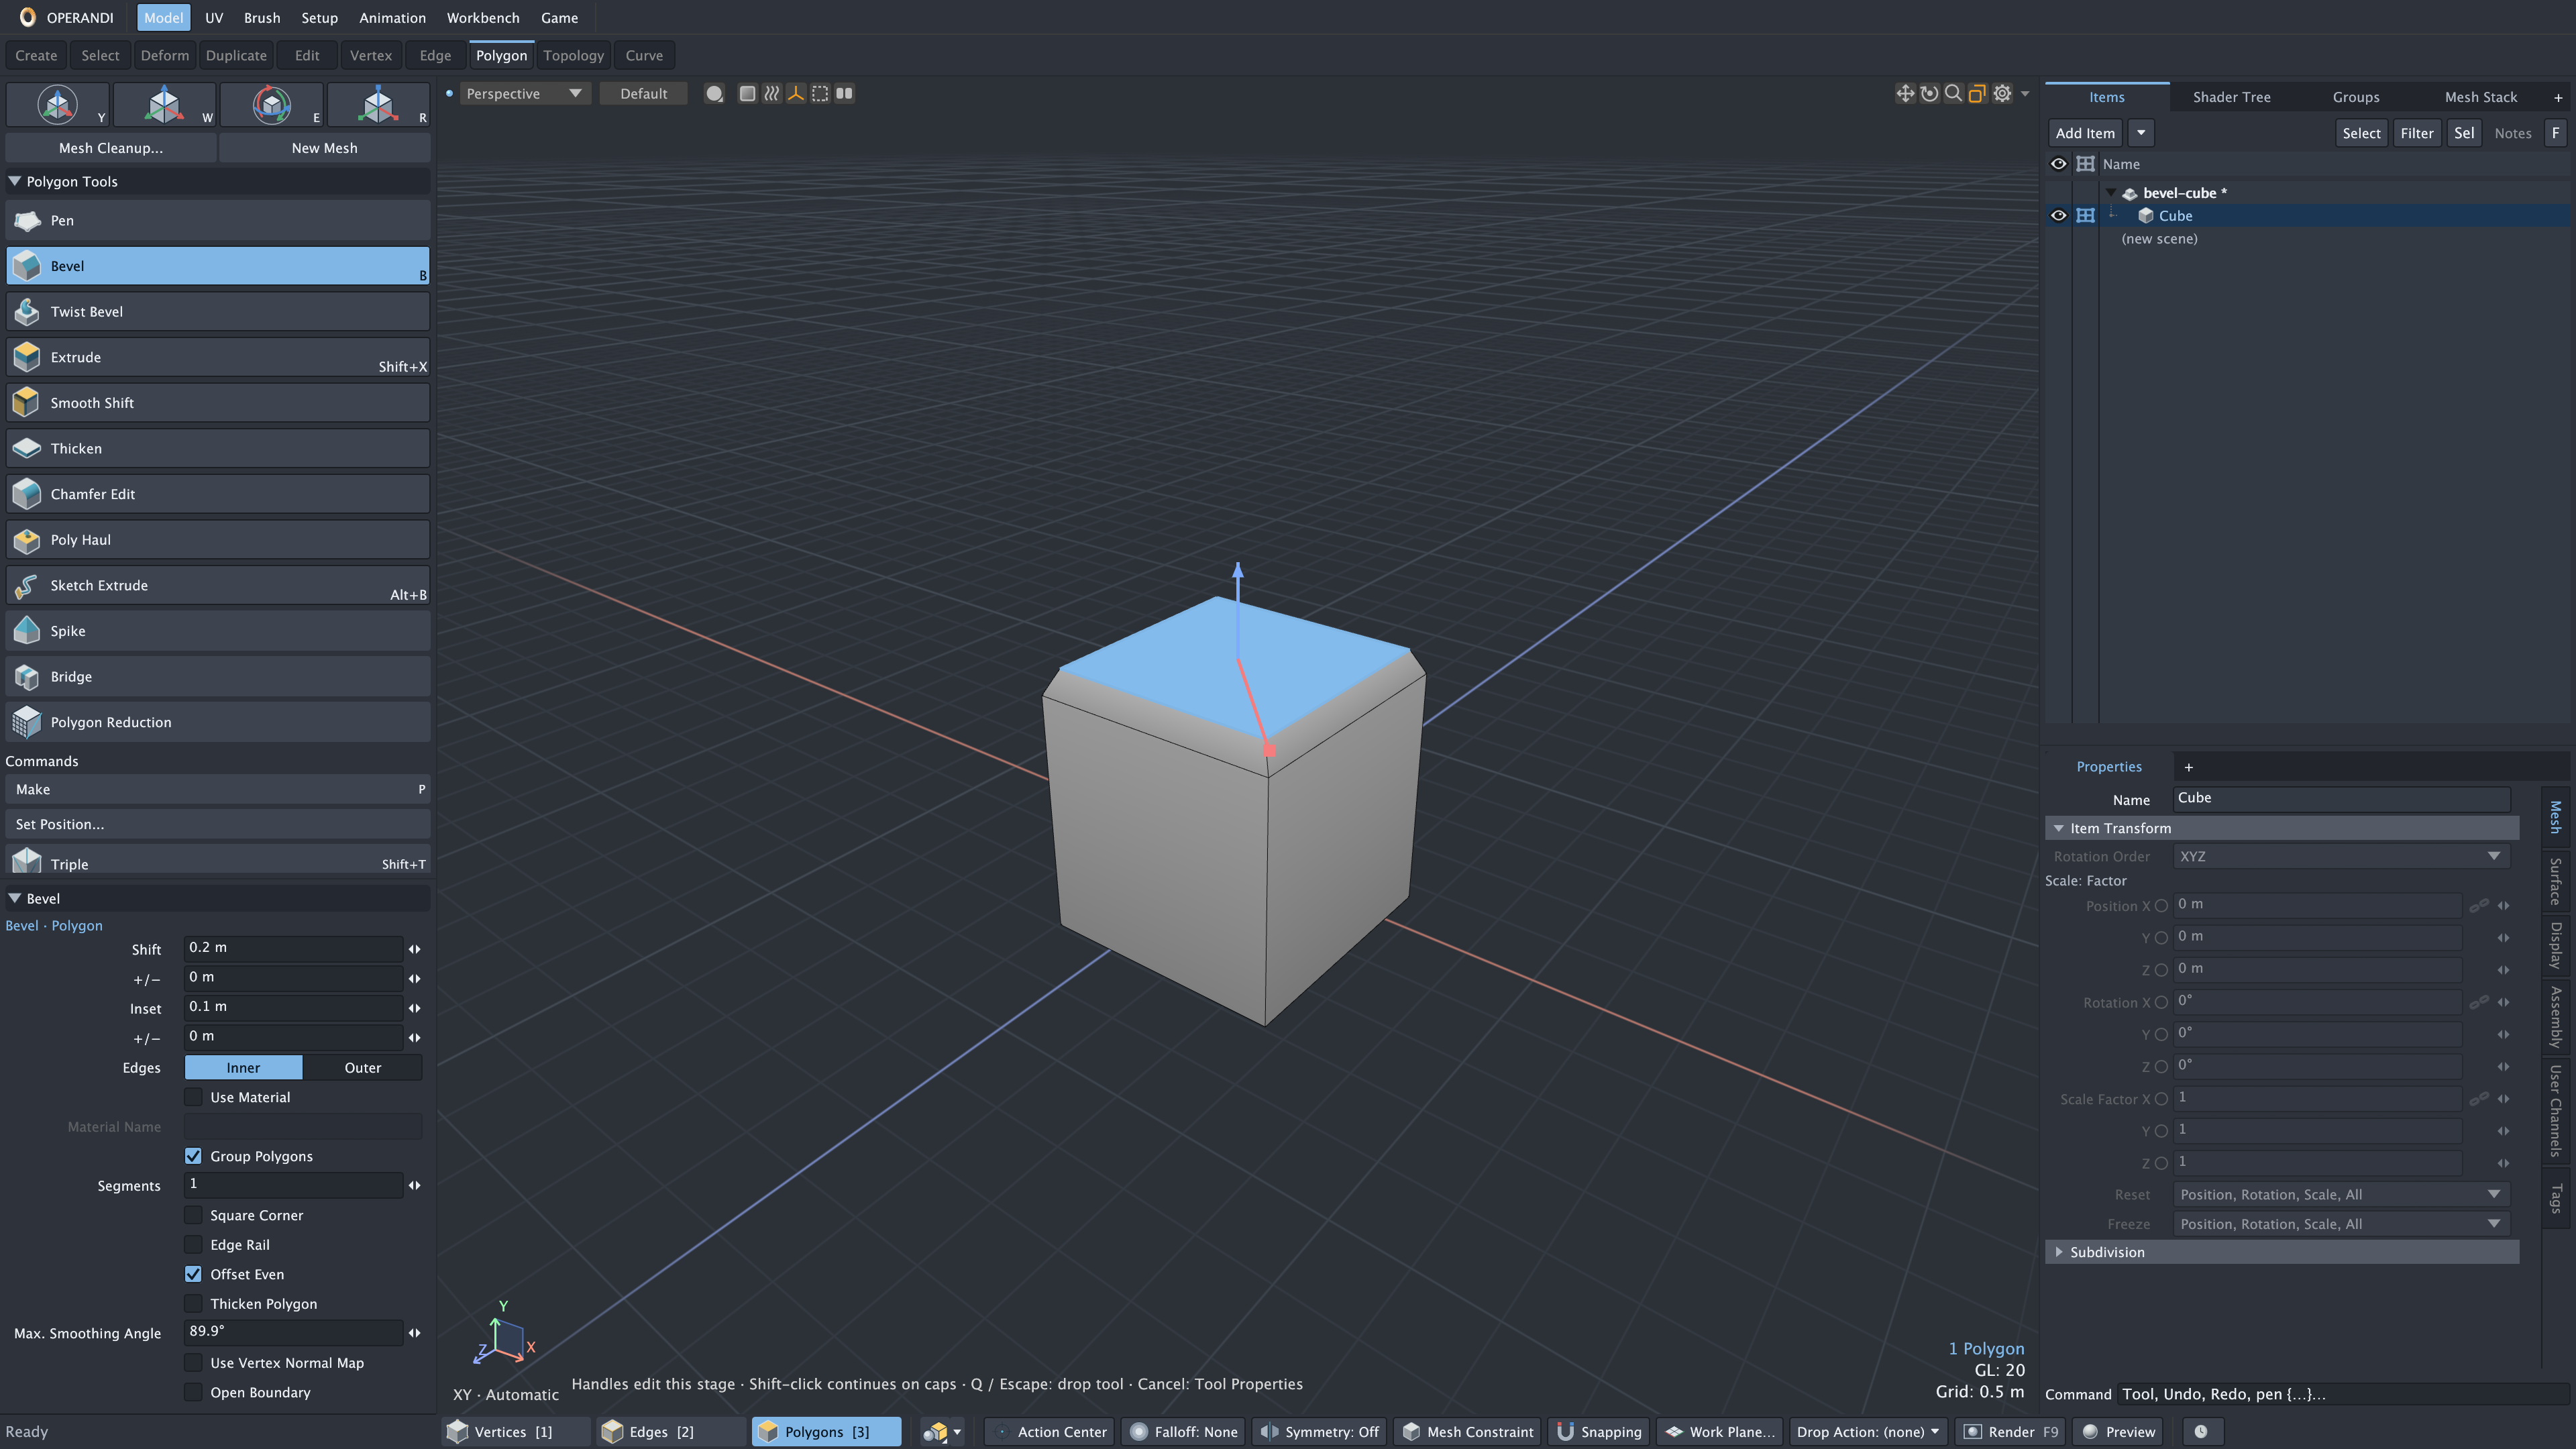 OPERANDI Model UV Brush Setup Animation Workbench Game
Create Select Deform Duplicate Edit Vertex Edge Polygon Topology Curve
Y W E R
Mesh Cleanup... New Mesh
Polygon Tools
Pen
Bevel B
Twist Bevel
Extrude Shift+X
Smooth Shift
Thicken
Chamfer Edit
Poly Haul
Sketch Extrude Alt+B
Spike
Bridge
Polygon Reduction
Commands
Make P
Set Position...
Triple Shift+T
Bevel
Bevel · Polygon
Shift 0.2 m
+/− 0 m
Inset 0.1 m
+/− 0 m
Edges Inner Outer
Use Material
Material Name
Group Polygons
Segments 1
Square Corner
Edge Rail
Offset Even
Thicken Polygon
Max. Smoothing Angle 89.9°
Use Vertex Normal Map
Open Boundary
Ready
Perspective Default
Y
Z X
XY · Automatic
Handles edit this stage · Shift-click continues on caps · Q / Escape: drop tool · Cancel: Tool Properties
1 Polygon
GL: 20
Grid: 0.5 m
Items Shader Tree Groups Mesh Stack +
Add Item Select Filter Sel Notes F
Name
bevel-cube *
Cube
(new scene)
Properties +
Name Cube
Item Transform
Rotation Order XYZ
Scale: Factor
Position X 0 m
Y 0 m
Z 0 m
Rotation X 0°
Y 0°
Z 0°
Scale Factor X 1
Y 1
Z 1
Reset Position, Rotation, Scale, All
Freeze Position, Rotation, Scale, All
Subdivision
Mesh
Surface
Display
Assembly
User Channels
Tags
Command Tool, Undo, Redo, pen {...}...
Vertices [1] Edges [2] Polygons [3] Action Center Falloff: None Symmetry: Off Mesh Constraint Snapping Work Plane... Drop Action: (none) Render F9 Preview